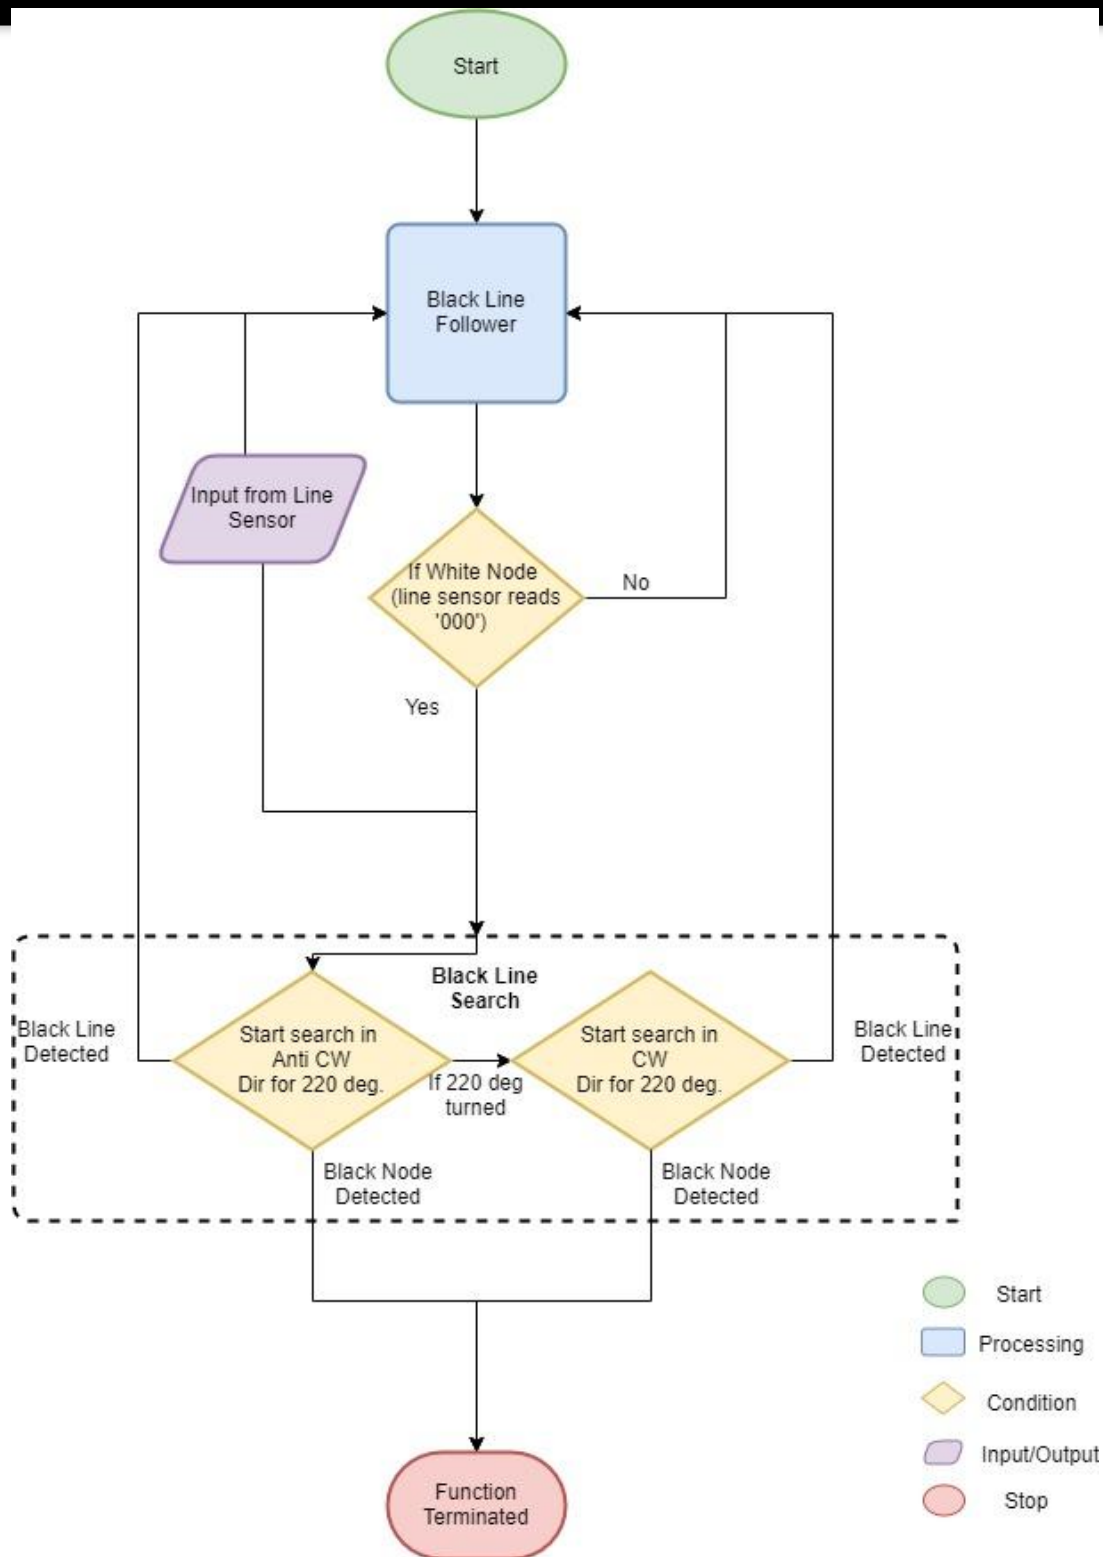 Start
Black Line
Follower
Input from Line
Sensor
If White Node
(line sensor reads
'000')
No
Yes
Black Line
Search
Black Line
Detected
Start search in
Anti CW
Dir for 220 deg.
If 220 deg
turned
Start search in
CW
Dir for 220 deg.
Black Line
Detected
Black Node
Detected
Black Node
Detected
Function
Terminated
Start
Processing
Condition
Input/Output
Stop